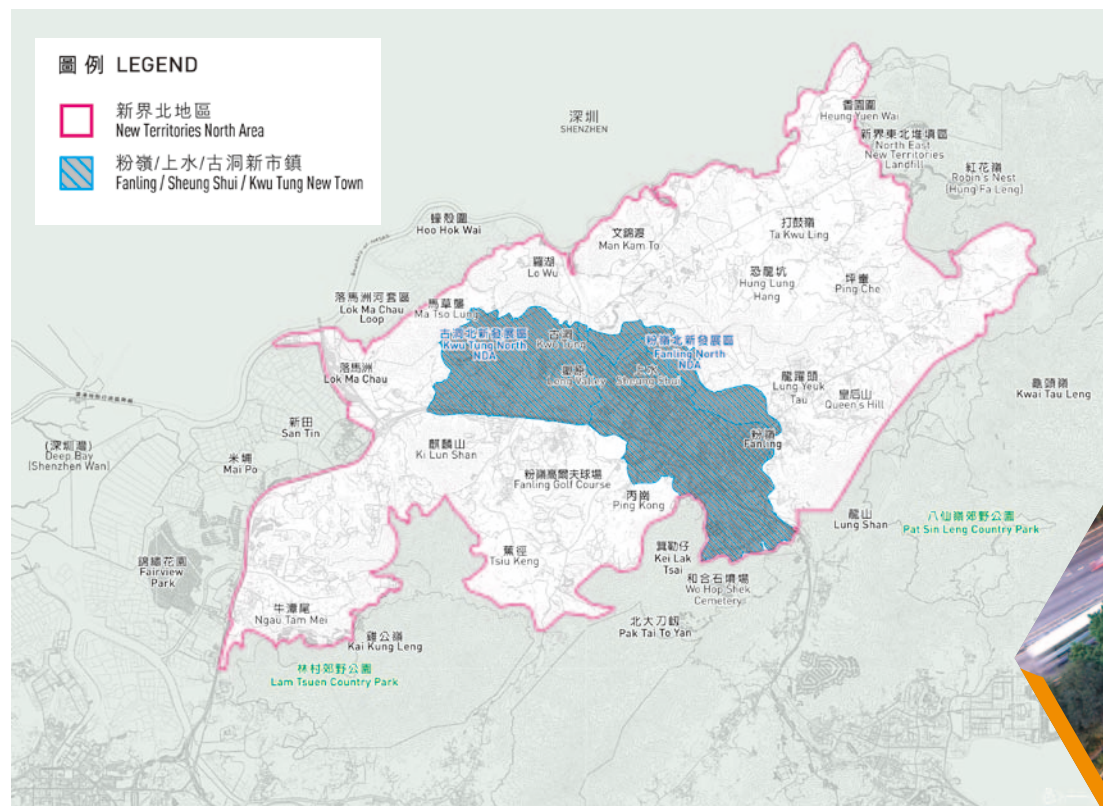 圖例 LEGEND
新界北地區
New Territories North Area
粉嶺/上水/古洞新市鎮
Fanling / Sheung Shui / Kwu Tung New Town
深圳
SHENZHEN
香園圍
Heung Yuen Wai
新界東北堆填區
North East
New Territories
Landfill
紅花嶺
Robin's Nest
(Hung Fa Leng)
蠔殼圍
Hoo Hok Wai
文錦渡
Man Kam To
打鼓嶺
Ta Kwu Ling
羅湖
Lo Wu
恐龍坑
Hung Lung
Hang
坪輋
Ping Che
落馬洲河套區
Lok Ma Chau
Loop
馬草壟
Ma Tso Lung
古洞北新發展區
Kwu Tung North
NDA
古洞
Kwu Tung
粉嶺北新發展區
Fanling North
NDA
落馬洲
Lok Ma Chau
塱原
Long Valley
上水
Sheung Shui
龍躍頭
Lung Yeuk
Tau
皇后山
Queen's Hill
龜頭嶺
Kwai Tau Leng
新田
San Tin
(深圳灣)
Deep Bay
(Shenzhen Wan)
米埔
Mai Po
麒麟山
Ki Lun Shan
粉嶺
Fanling
粉嶺高爾夫球場
Fanling Golf Course
丙崗
Ping Kong
龍山
Lung Shan
八仙嶺郊野公園
Pat Sin Leng Country Park
錦繡花園
Fairview
Park
蕉徑
Tsiu Keng
箕勒仔
Kei Lak
Tsai
和合石墳場
Wo Hop Shek
Cemetery
牛潭尾
Ngau Tam Mei
雞公嶺
Kai Kung Leng
北大刀屻
Pak Tai To Yan
林村郊野公園
Lam Tsuen Country Park